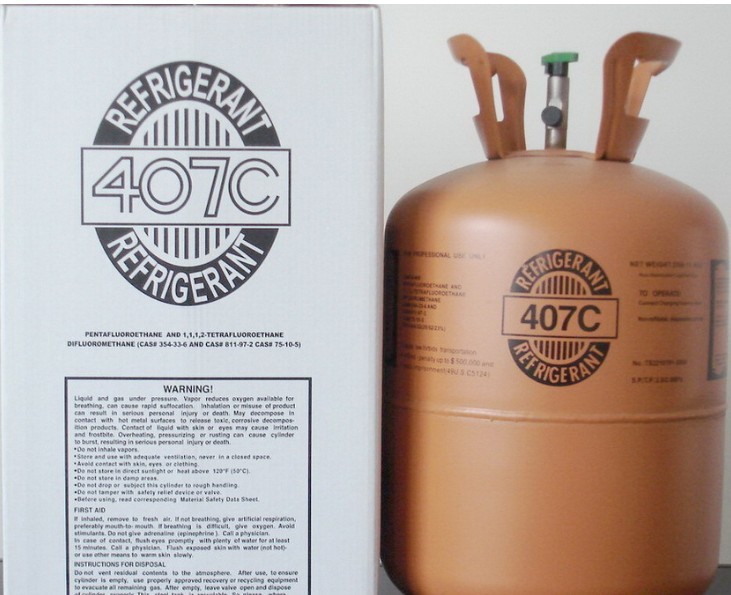 REFRIGERANT
407C
REFRIGERANT
PENTAFLUOROETHANE AND 1,1,1,2-TETRAFLUOROETHANE
DIFLUOROMETHANE (CAS# 354-33-6 AND CAS# 811-97-2 CAS# 75-10-5)
WARNING!
Liquid and gas under pressure. Vapor reduces oxygen available for
breathing, can cause rapid suffocation. Inhalation or misuse of product
can result in serious personal injury or death. May decompose in
contact with hot metal surfaces to release toxic, corrosive decompos-
ition products. Contact of liquid with skin or eyes may cause irritation
and frostbite. Overheating, pressurizing or rusting can cause cylinder
to burst, resulting in serious personal injury or death.
•Do not inhale vapors.
•Store and use with adequate ventilation, never in a closed space.
•Avoid contact with skin, eyes or clothing.
•Do not store in direct sunlight or heat above 120°F (50°C).
•Do not store in damp areas.
•Do not drop or subject this cylinder to rough handling.
•Do not tamper with safety relief device or valve.
•Before using, read corresponding Material Safety Data Sheet.
FIRST AID
If inhaled, remove to fresh air. If not breathing, give artificial respiration,
preferably mouth-to-mouth. If breathing is difficult, give oxygen. Avoid
stimulants. Do not give adrenaline (epinephrine). Call a physician.
In case of contact, flush eyes promptly with plenty of water for at least
15 minutes. Call a physician. Flush exposed skin with water (not hot)-
or use other means to warm skin slowly.
INSTRUCTIONS FOR DISPOSAL
Do not vent residual contents to the atmosphere. After use, to ensure
cylinder is empty, use properly approved recovery or recycling equipment
to evacuate all remaining gas. After empty, leave valve open and dispose
PROFESSIONAL USE ONLY
REFRIGERANT
407C
REFRIGERANT
transportation
NET WEIGHT
TO OPERATE: